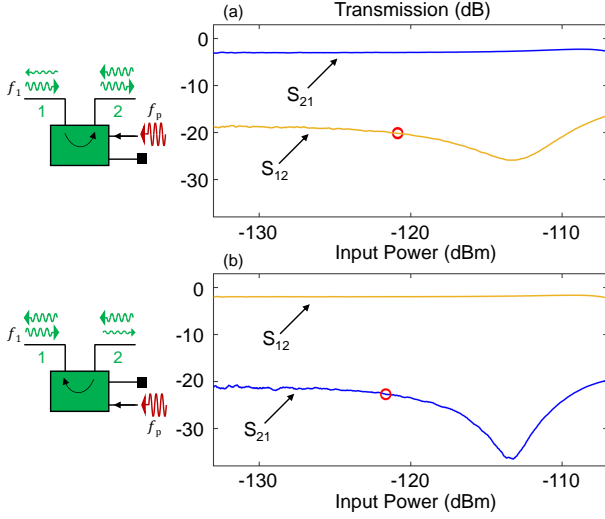 (a) Transmission (dB)
0
-10
-20
-30
S21
S12
-130 -120 -110
Input Power (dBm)
f1
1 2
fp
(b)
0
-10
-20
-30
S12
S21
-130 -120 -110
Input Power (dBm)
f1
1 2
fp